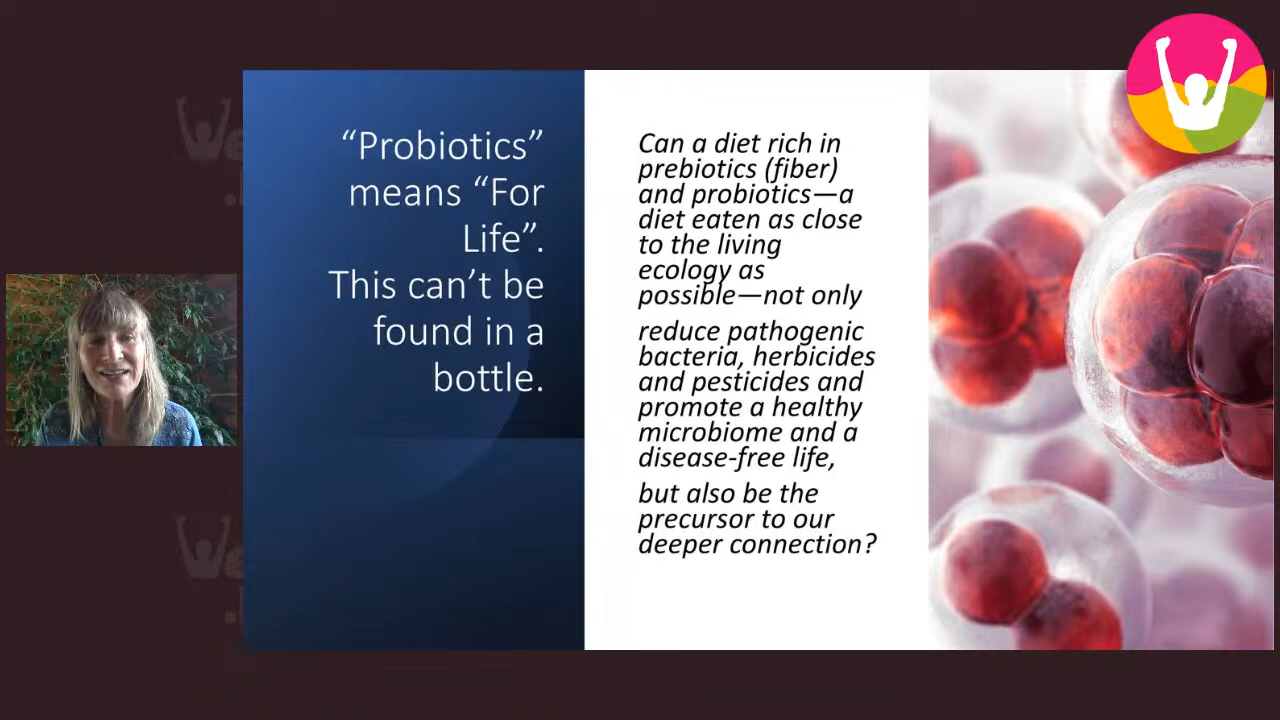 “Probiotics”
means “For
Life”.
This can’t be
found in a
bottle.
Can a diet rich in
prebiotics (fiber)
and probiotics—a
diet eaten as close
to the living
ecology as
possible—not only
reduce pathogenic
bacteria, herbicides
and pesticides and
promote a healthy
microbiome and a
disease-free life,
but also be the
precursor to our
deeper connection?